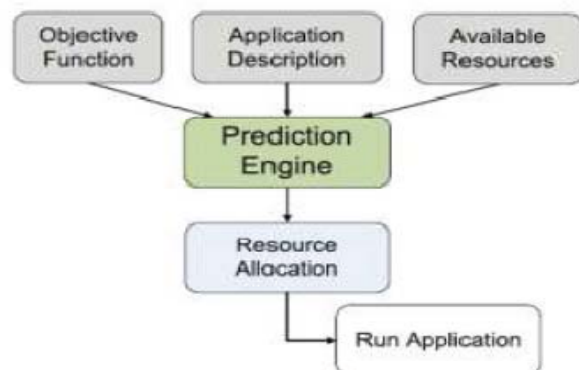 Objective
Function
Application
Description
Available
Resources
Prediction
Engine
Resource
Allocation
Run Application